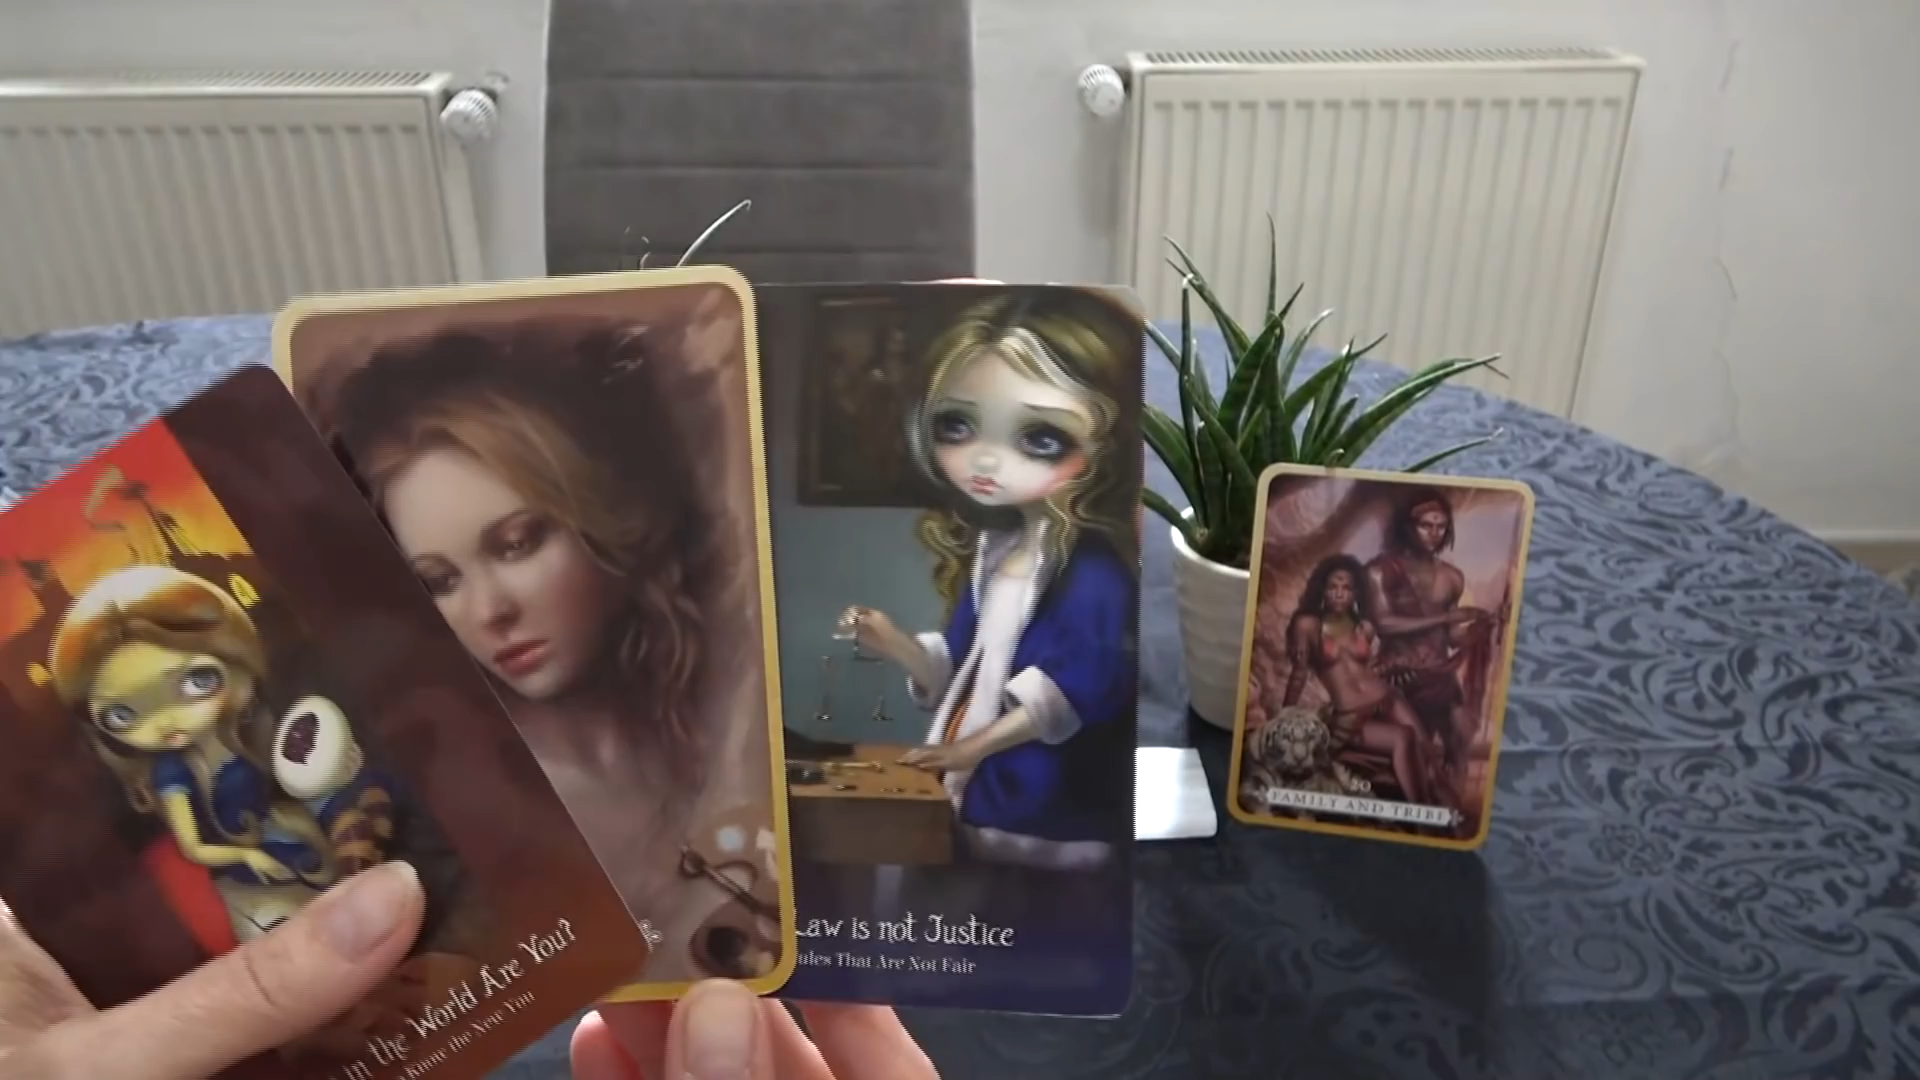 in the World Are You?
Know the New You
Law is not Justice
ules That Are Not Fair
20
FAMILY AND TRIBE